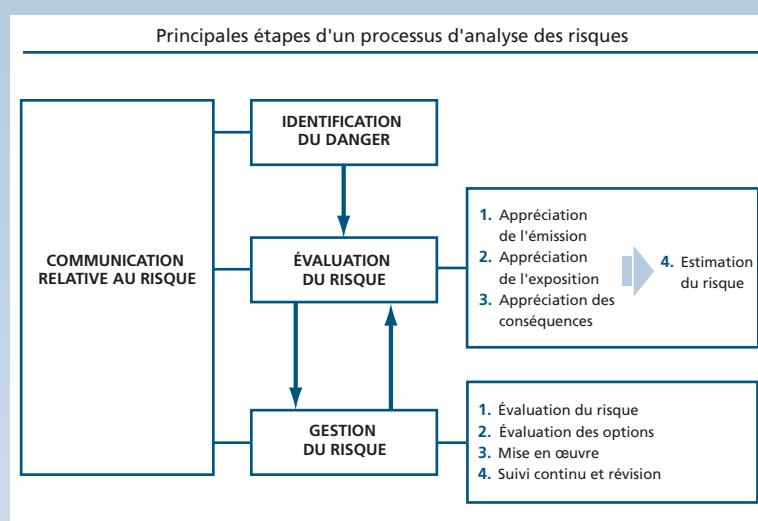 Principales étapes d'un processus d'analyse des risques
IDENTIFICATION
DU DANGER
COMMUNICATION
RELATIVE AU RISQUE
ÉVALUATION
DU RISQUE
1. Appréciation
de l'émission
2. Appréciation
de l'exposition
3. Appréciation des
conséquences
4. Estimation
du risque
GESTION
DU RISQUE
1. Évaluation du risque
2. Évaluation des options
3. Mise en œuvre
4. Suivi continu et révision